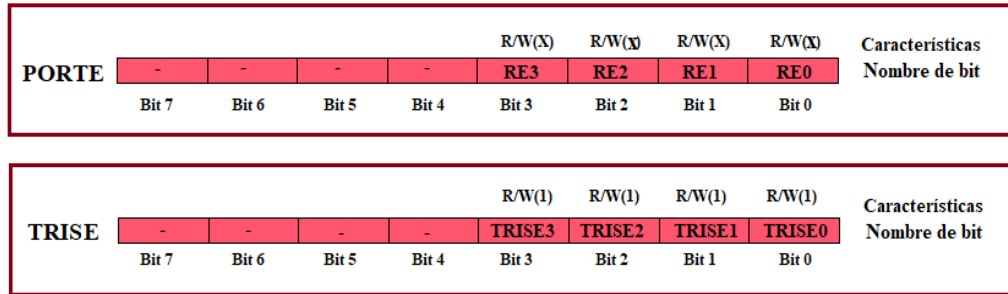 R/W(X) R/W(X) R/W(X) R/W(X) Características
PORTE - - - - RE3 RE2 RE1 RE0 Nombre de bit
Bit 7 Bit 6 Bit 5 Bit 4 Bit 3 Bit 2 Bit 1 Bit 0
R/W(1) R/W(1) R/W(1) R/W(1) Características
TRISE - - - - TRISE3 TRISE2 TRISE1 TRISE0 Nombre de bit
Bit 7 Bit 6 Bit 5 Bit 4 Bit 3 Bit 2 Bit 1 Bit 0